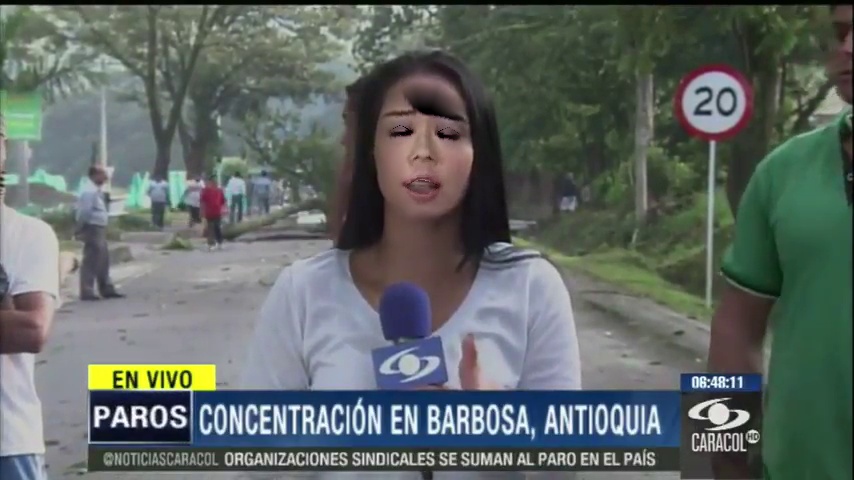 20
EN VIVO
06:48:11
PAROS
CONCENTRACIÓN EN BARBOSA, ANTIOQUIA
CARACOL HD
@NOTICIASCARACOL ORGANIZACIONES SINDICALES SE SUMAN AL PARO EN EL PAÍS